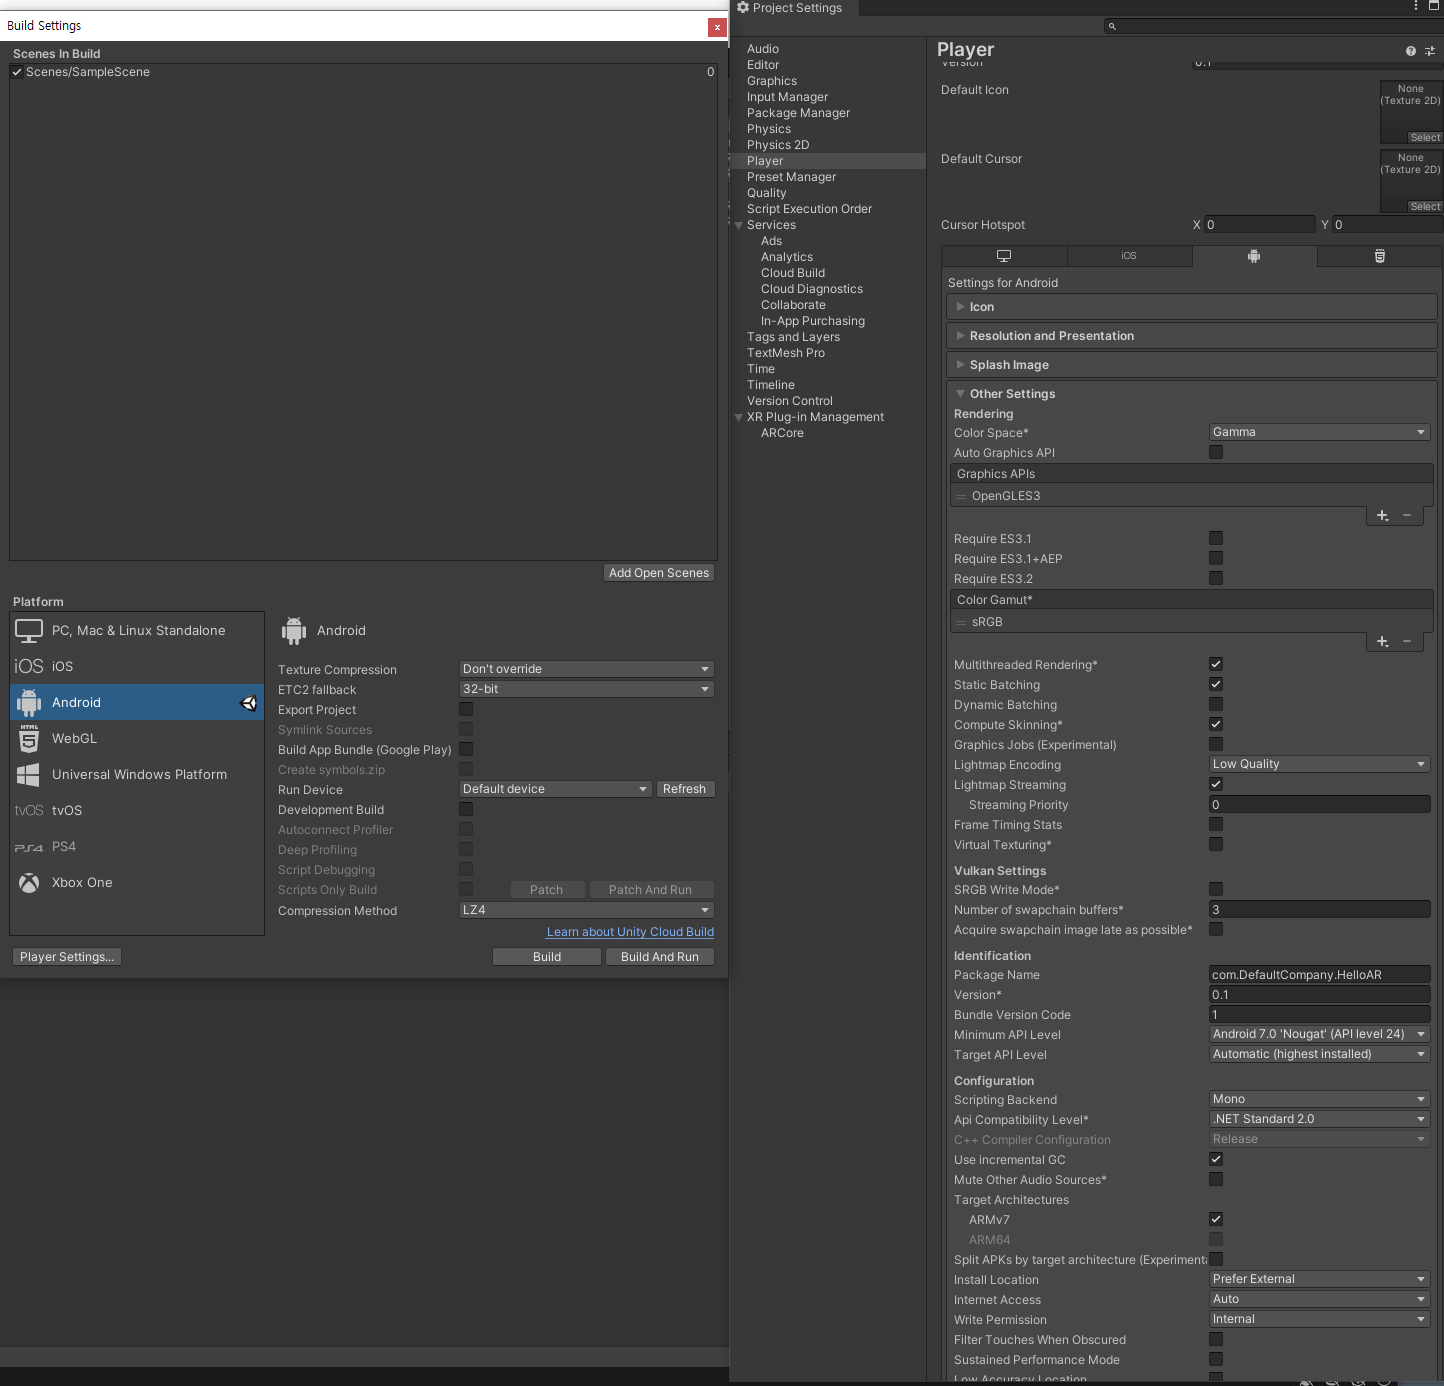 Build Settings
x
Scenes In Build
Scenes/SampleScene 0
Add Open Scenes
Platform
PC, Mac & Linux Standalone
iOS iOS
Android
HTML WebGL
Universal Windows Platform
tvOS tvOS
PS4 PS4
Xbox One
Player Settings...
Android
Texture Compression Don't override
ETC2 fallback 32-bit
Export Project
Symlink Sources
Build App Bundle (Google Play)
Create symbols.zip
Run Device Default device Refresh
Development Build
Autoconnect Profiler
Deep Profiling
Script Debugging
Scripts Only Build Patch Patch And Run
Compression Method LZ4
Learn about Unity Cloud Build
Build Build And Run
Project Settings
Audio
Editor
Graphics
Input Manager
Package Manager
Physics
Physics 2D
Player
Preset Manager
Quality
Script Execution Order
Services
Ads
Analytics
Cloud Build
Cloud Diagnostics
Collaborate
In-App Purchasing
Tags and Layers
TextMesh Pro
Time
Timeline
Version Control
XR Plug-in Management
ARCore
Player
Version 0.1
Default Icon None
(Texture 2D)
Select
Default Cursor None
(Texture 2D)
Select
Cursor Hotspot X 0 Y 0
iOS
Settings for Android
Icon
Resolution and Presentation
Splash Image
Other Settings
Rendering
Color Space* Gamma
Auto Graphics API
Graphics APIs
OpenGLES3
Require ES3.1
Require ES3.1+AEP
Require ES3.2
Color Gamut*
sRGB
Multithreaded Rendering*
Static Batching
Dynamic Batching
Compute Skinning*
Graphics Jobs (Experimental)
Lightmap Encoding Low Quality
Lightmap Streaming
Streaming Priority 0
Frame Timing Stats
Virtual Texturing*
Vulkan Settings
SRGB Write Mode*
Number of swapchain buffers* 3
Acquire swapchain image late as possible*
Identification
Package Name com.DefaultCompany.HelloAR
Version* 0.1
Bundle Version Code 1
Minimum API Level Android 7.0 'Nougat' (API level 24)
Target API Level Automatic (highest installed)
Configuration
Scripting Backend Mono
Api Compatibility Level* .NET Standard 2.0
C++ Compiler Configuration Release
Use incremental GC
Mute Other Audio Sources*
Target Architectures
ARMv7
ARM64
Split APKs by target architecture (Experimenta
Install Location Prefer External
Internet Access Auto
Write Permission Internal
Filter Touches When Obscured
Sustained Performance Mode
Low Accuracy Location